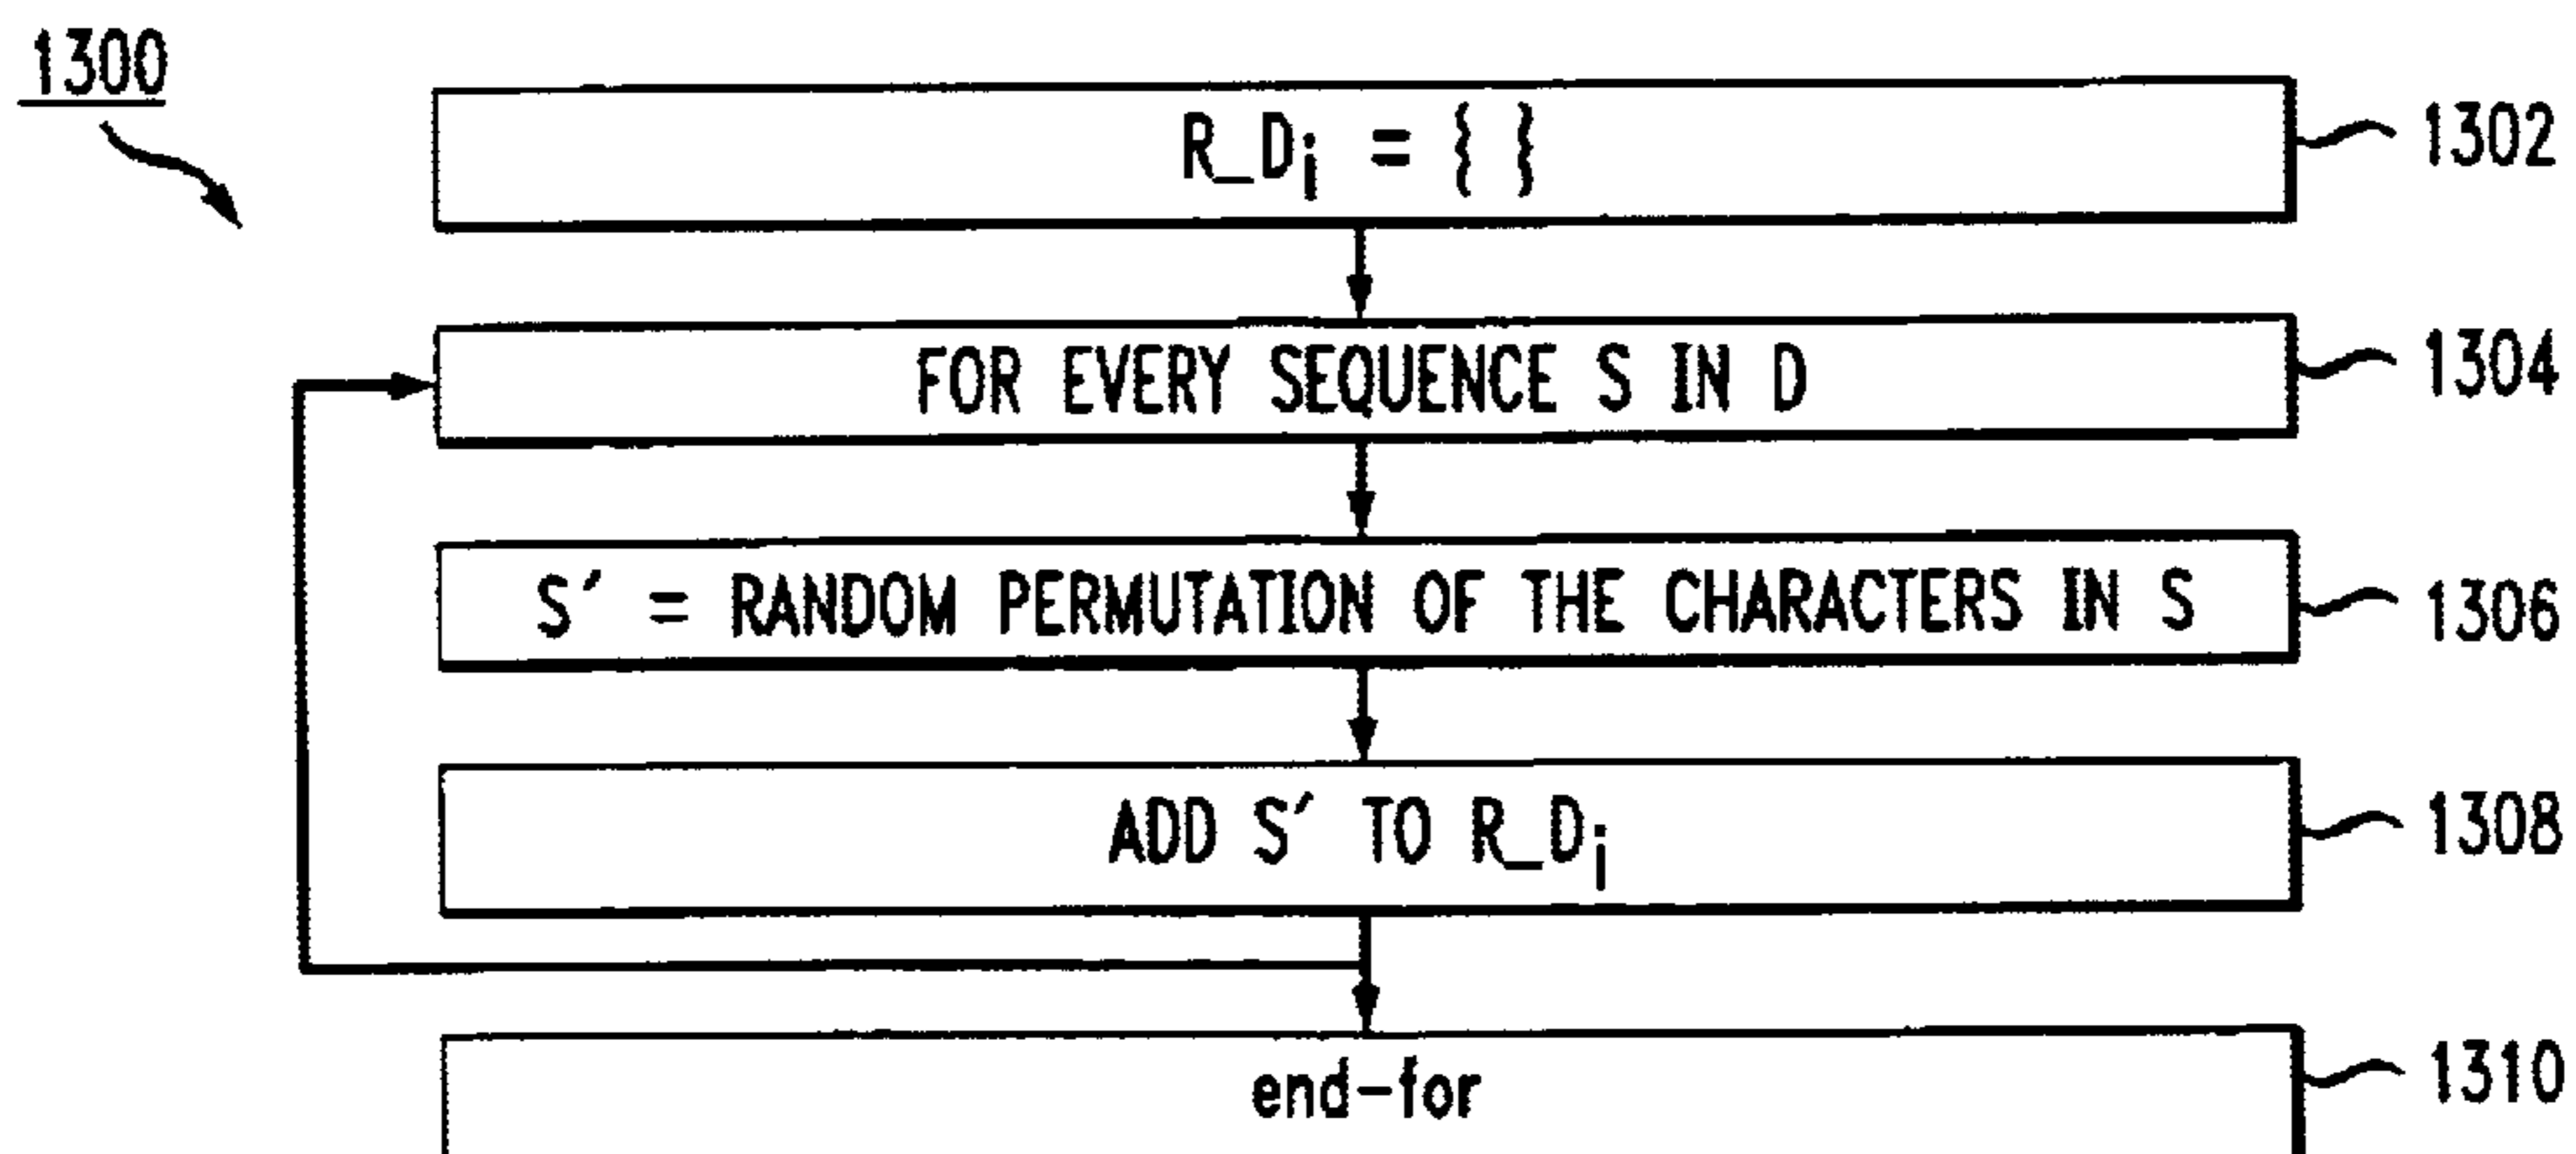 1300
R_Di = { }
1302
FOR EVERY SEQUENCE S IN D
1304
S' = RANDOM PERMUTATION OF THE CHARACTERS IN S
1306
ADD S' TO R_Di
1308
end-for
1310